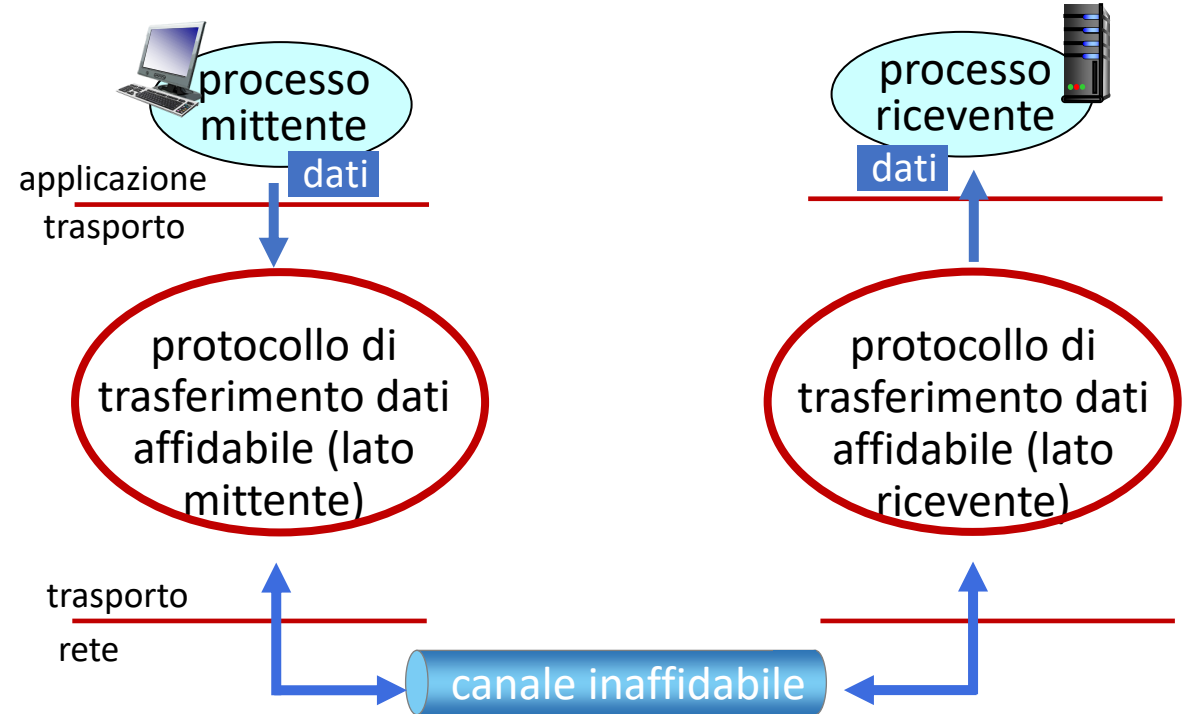 processo
mittente
dati
applicazione
trasporto
processo
ricevente
dati
protocollo di
trasferimento dati
affidabile (lato
mittente)
protocollo di
trasferimento dati
affidabile (lato
ricevente)
trasporto
rete
canale inaffidabile